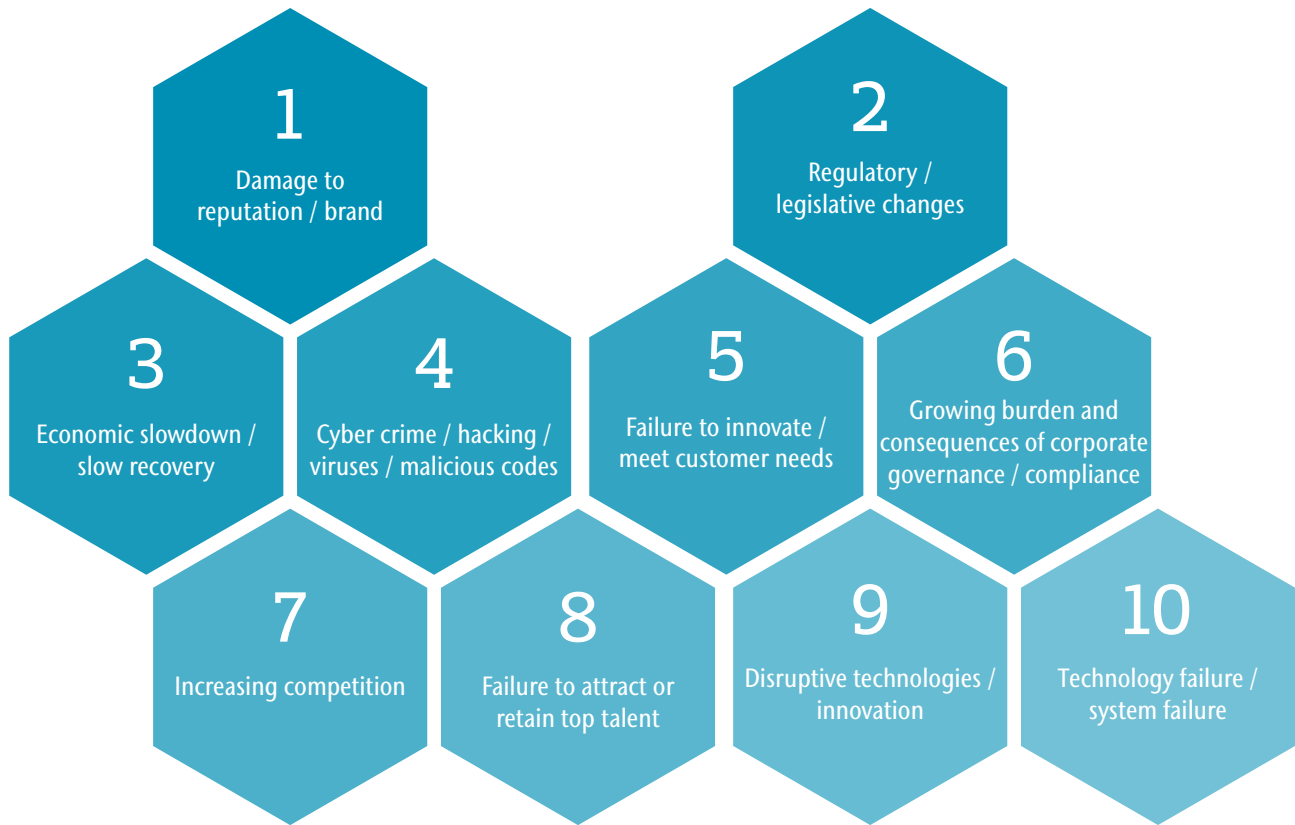 1
Damage to
reputation / brand
2
Regulatory /
legislative changes
3
Economic slowdown /
slow recovery
4
Cyber crime / hacking /
viruses / malicious codes
5
Failure to innovate /
meet customer needs
6
Growing burden and
consequences of corporate
governance / compliance
7
Increasing competition
8
Failure to attract or
retain top talent
9
Disruptive technologies /
innovation
10
Technology failure /
system failure